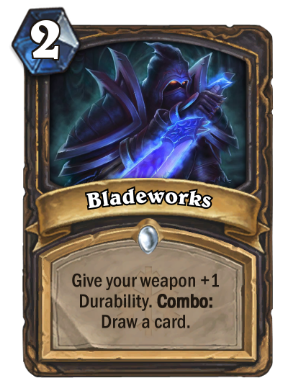 2
Bladeworks
Give your weapon +1
Durability. Combo:
Draw a card.